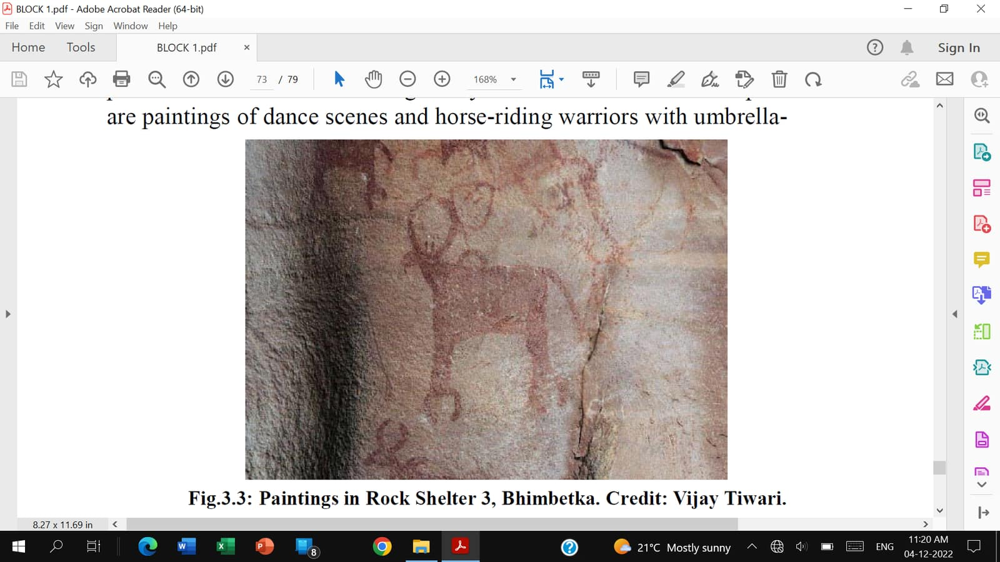 BLOCK 1.pdf - Adobe Acrobat Reader (64-bit)
File Edit View Sign Window Help
Home Tools BLOCK 1.pdf × Sign In
73 / 79 168%
are paintings of dance scenes and horse-riding warriors with umbrella-
Fig.3.3: Paintings in Rock Shelter 3, Bhimbetka. Credit: Vijay Tiwari.
8.27 x 11.69 in
8 21°C Mostly sunny ENG 11:20 AM
04-12-2022